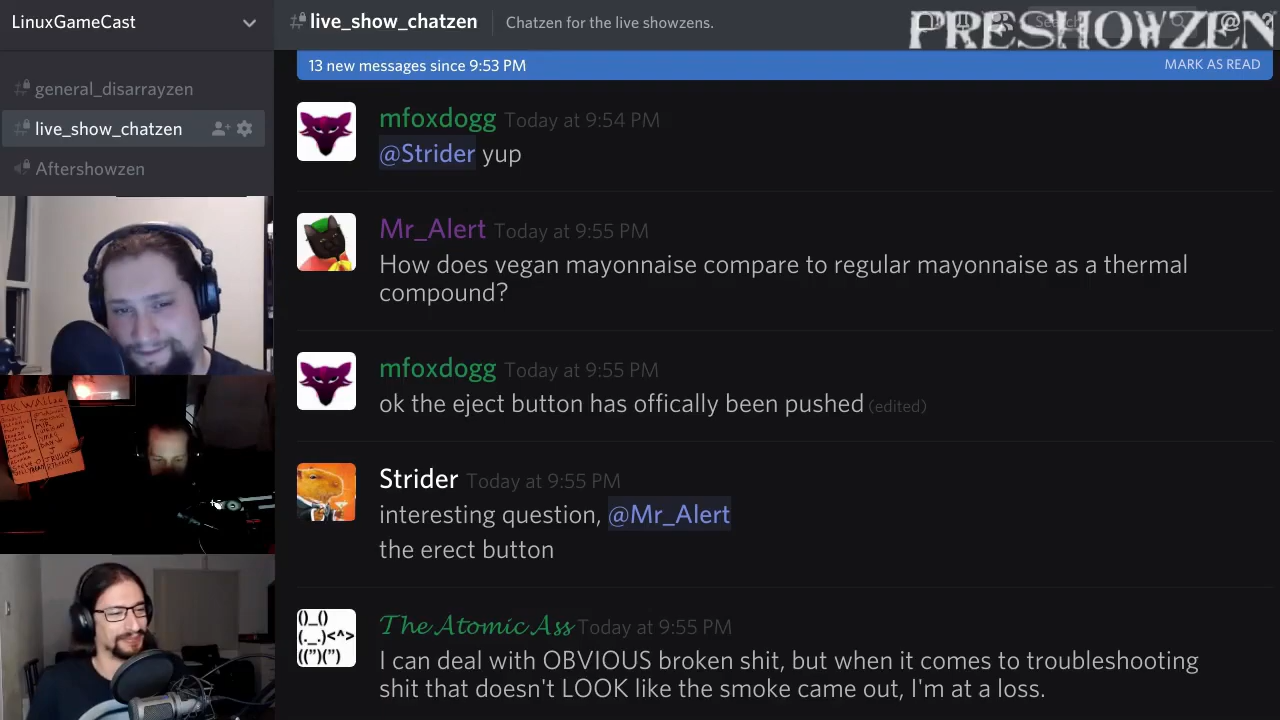 LinuxGameCast
live_show_chatzen
Chatzen for the live showzens.
Search
PRESHOWZEN
13 new messages since 9:53 PM
MARK AS READ
general_disarrayzen
live_show_chatzen
Aftershowzen
mfoxdogg Today at 9:54 PM
@Strider yup
Mr_Alert Today at 9:55 PM
How does vegan mayonnaise compare to regular mayonnaise as a thermal
compound?
mfoxdogg Today at 9:55 PM
ok the eject button has offically been pushed (edited)
Strider Today at 9:55 PM
interesting question, @Mr_Alert
the erect button
The Atomic Ass Today at 9:55 PM
I can deal with OBVIOUS broken shit, but when it comes to troubleshooting
shit that doesn't LOOK like the smoke came out, I'm at a loss.
()_()
(._.)<^>
((")(")